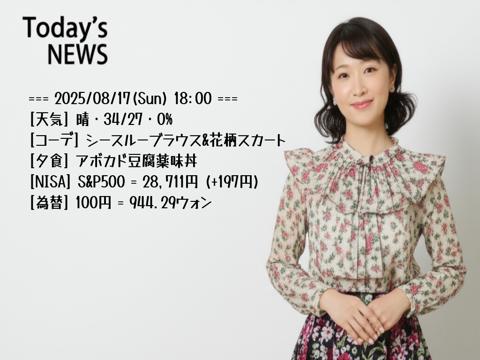 Today's
NEWS
=== 2025/08/17(Sun) 18:00 ===
[天気] 晴・34/27・0%
[コーデ] シースルーブラウス&花柄スカート
[夕食] アボカド豆腐薬味丼
[NISA] S&P500 = 28,711円 (+197円)
[為替] 100円 = 944.29ウォン